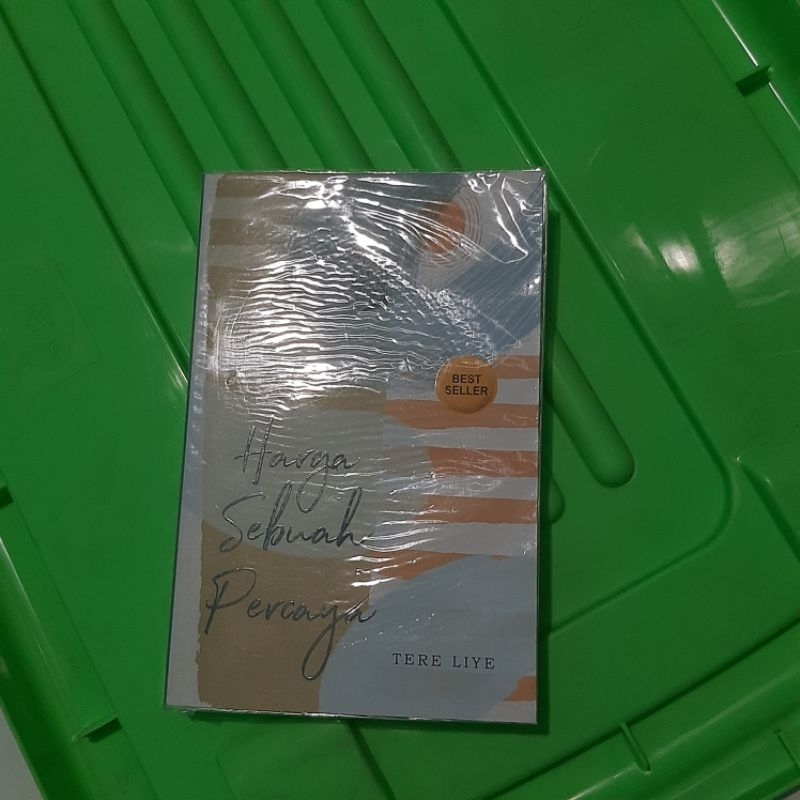 BEST
SELLER
Harga
Sebuah
Percaya
TERE LIYE